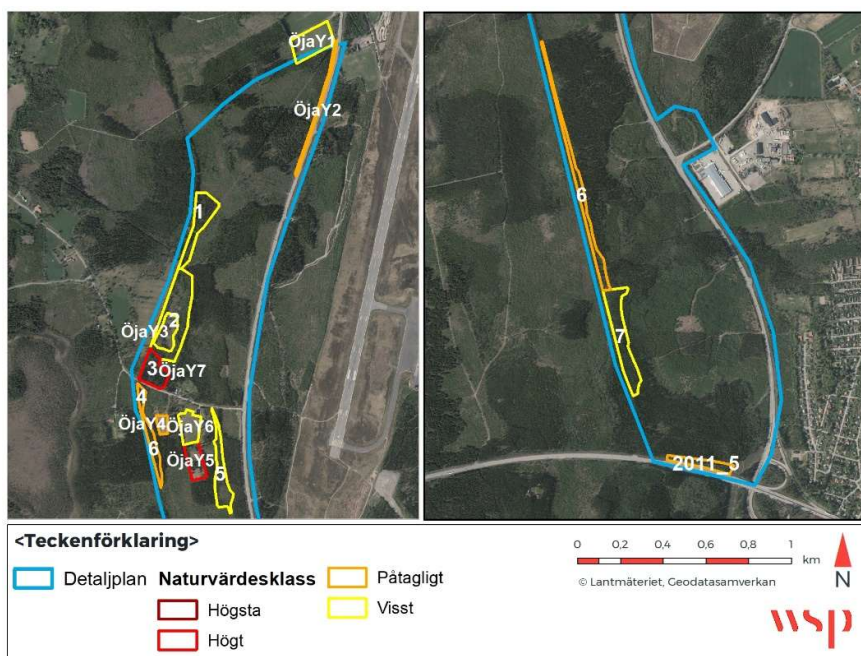 ÖjaY1
ÖjaY2
1
2
ÖjaY3
3 ÖjaY7
4
ÖjaY4 ÖjaY6
6 ÖjaY5 5
6
7
2011_5
<Teckenförklaring>
Detaljplan Naturvärdesklass Påtagligt
Högsta Visst
Högt
0 0,2 0,4 0,6 0,8 1
km
© Lantmäteriet, Geodatasamverkan
N
wsp